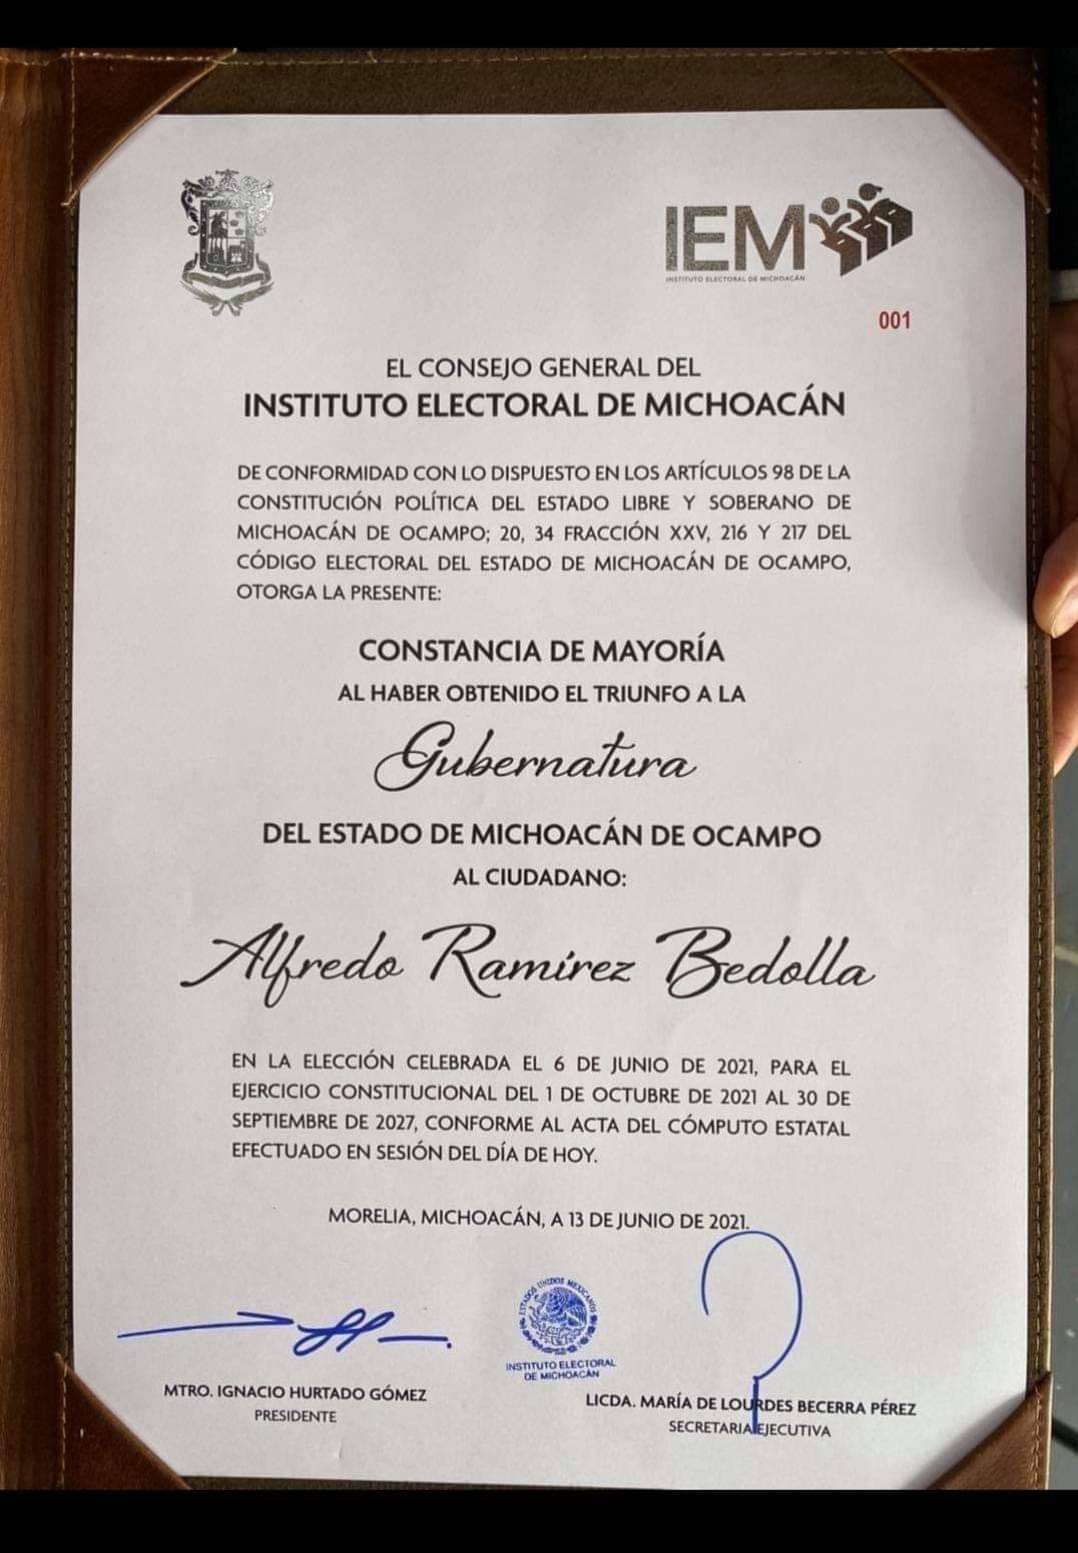 IEM
INSTITUTO ELECTORAL DE MICHOACÁN
001
EL CONSEJO GENERAL DEL
INSTITUTO ELECTORAL DE MICHOACÁN
DE CONFORMIDAD CON LO DISPUESTO EN LOS ARTÍCULOS 98 DE LA
CONSTITUCIÓN POLÍTICA DEL ESTADO LIBRE Y SOBERANO DE
MICHOACÁN DE OCAMPO; 20, 34 FRACCIÓN XXV, 216 Y 217 DEL
CÓDIGO ELECTORAL DEL ESTADO DE MICHOACÁN DE OCAMPO,
OTORGA LA PRESENTE:
CONSTANCIA DE MAYORÍA
AL HABER OBTENIDO EL TRIUNFO A LA
Gubernatura
DEL ESTADO DE MICHOACÁN DE OCAMPO
AL CIUDADANO:
Alfredo Ramírez Bedolla
EN LA ELECCIÓN CELEBRADA EL 6 DE JUNIO DE 2021, PARA EL
EJERCICIO CONSTITUCIONAL DEL 1 DE OCTUBRE DE 2021 AL 30 DE
SEPTIEMBRE DE 2027, CONFORME AL ACTA DEL CÓMPUTO ESTATAL
EFECTUADO EN SESIÓN DEL DÍA DE HOY.
MORELIA, MICHOACÁN, A 13 DE JUNIO DE 2021.
ESTADOS UNIDOS MEXICANOS
INSTITUTO ELECTORAL
DE MICHOACÁN
MTRO. IGNACIO HURTADO GÓMEZ
PRESIDENTE
LICDA. MARÍA DE LOURDES BECERRA PÉREZ
SECRETARIA EJECUTIVA